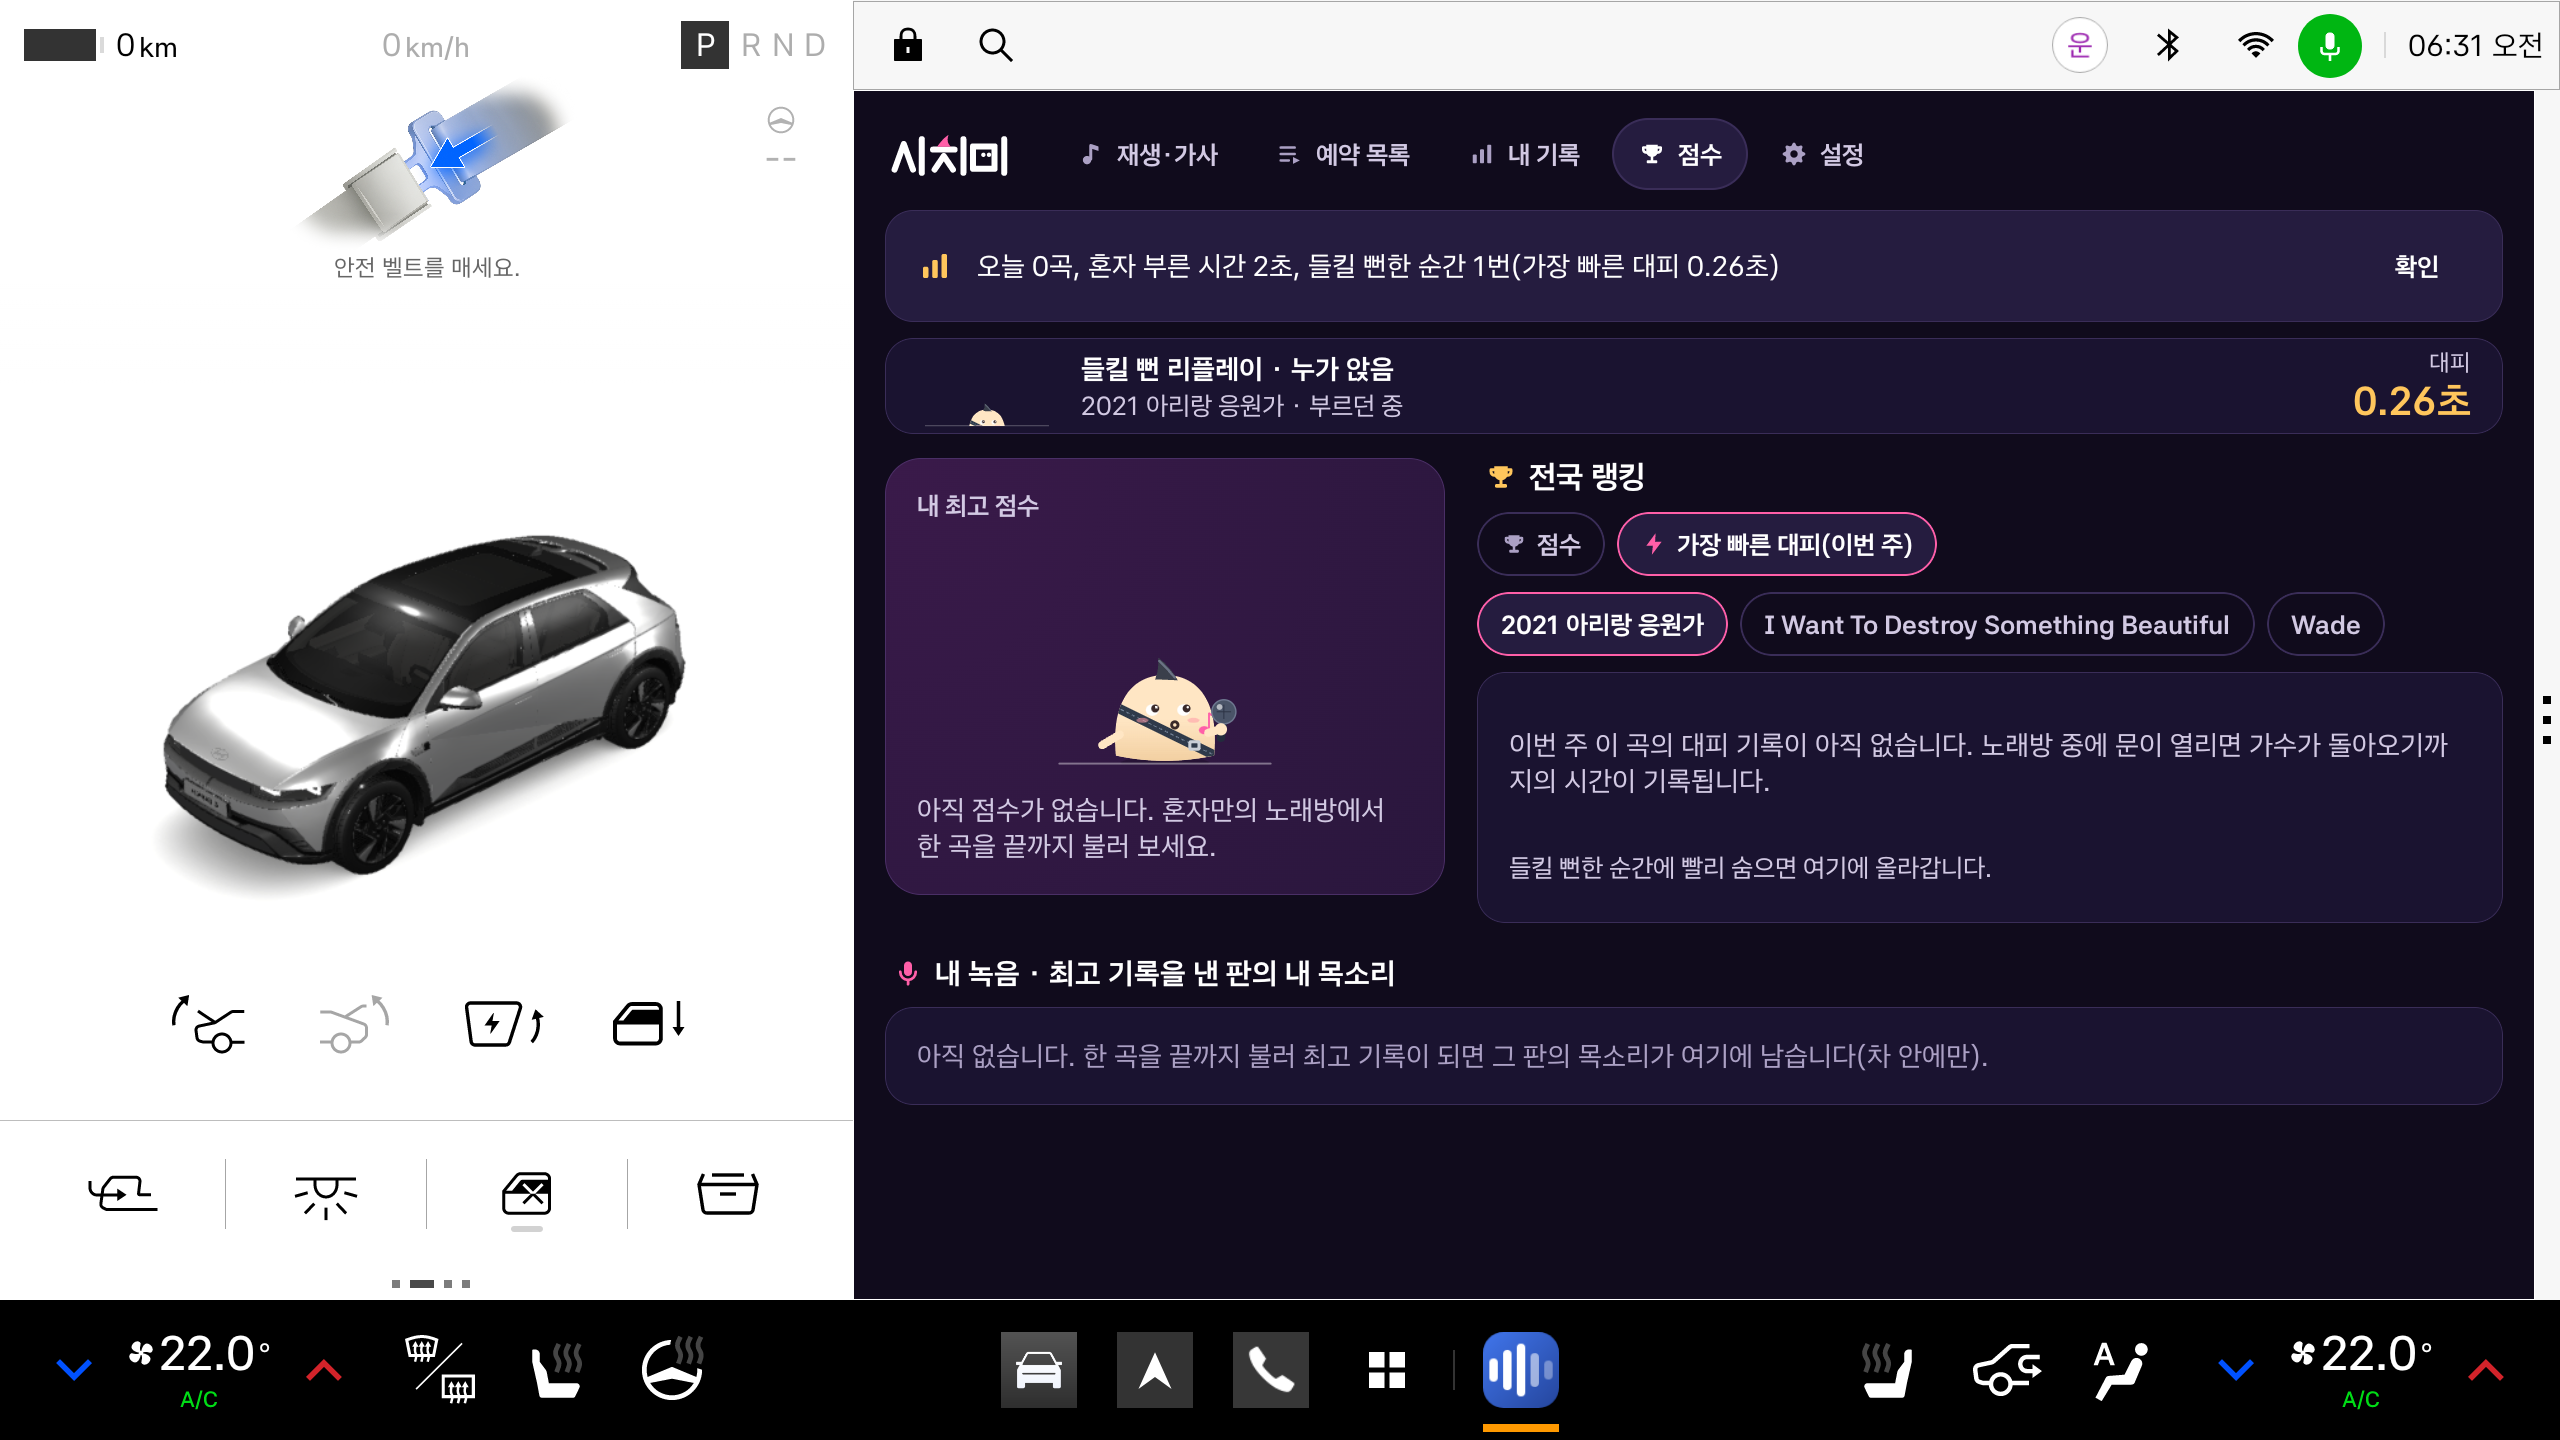 0 km
0 km/h
P R N D
안전 벨트를 매세요.
운
06:31 오전
시치미
재생·가사
예약 목록
내 기록
점수
설정
오늘 0곡, 혼자 부른 시간 2초, 들킬 뻔한 순간 1번(가장 빠른 대피 0.26초)
확인
들킬 뻔 리플레이 · 누가 앉음
2021 아리랑 응원가 · 부르던 중
대피
0.26초
내 최고 점수
아직 점수가 없습니다. 혼자만의 노래방에서
한 곡을 끝까지 불러 보세요.
전국 랭킹
점수
가장 빠른 대피(이번 주)
2021 아리랑 응원가
I Want To Destroy Something Beautiful
Wade
이번 주 이 곡의 대피 기록이 아직 없습니다. 노래방 중에 문이 열리면 가수가 돌아오기까
지의 시간이 기록됩니다.
들킬 뻔한 순간에 빨리 숨으면 여기에 올라갑니다.
내 녹음 · 최고 기록을 낸 판의 내 목소리
아직 없습니다. 한 곡을 끝까지 불러 최고 기록이 되면 그 판의 목소리가 여기에 남습니다(차 안에만).
22.0°
A/C
A
22.0°
A/C